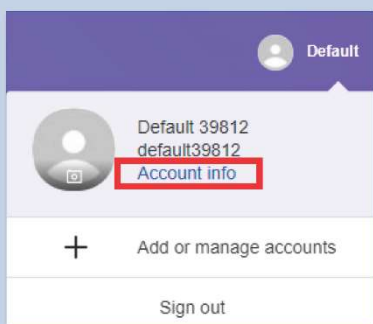 Default
Default 39812
default39812
Account info
Add or manage accounts
Sign out